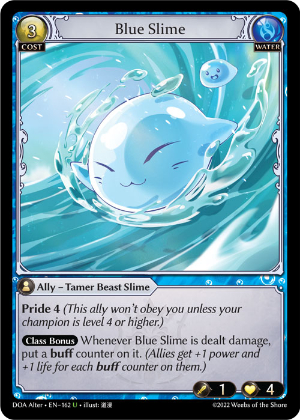 3
Blue Slime
COST
WATER
Ally – Tamer Beast Slime
Pride 4 (This ally won't obey you unless your
champion is level 4 or higher.)
Class Bonus Whenever Blue Slime is dealt damage,
put a buff counter on it. (Allies get +1 power and
+1 life for each buff counter on them.)
1
4
DOA Alter • EN-162 U • illust: 湯浸
©2022 Weebs of the Shore